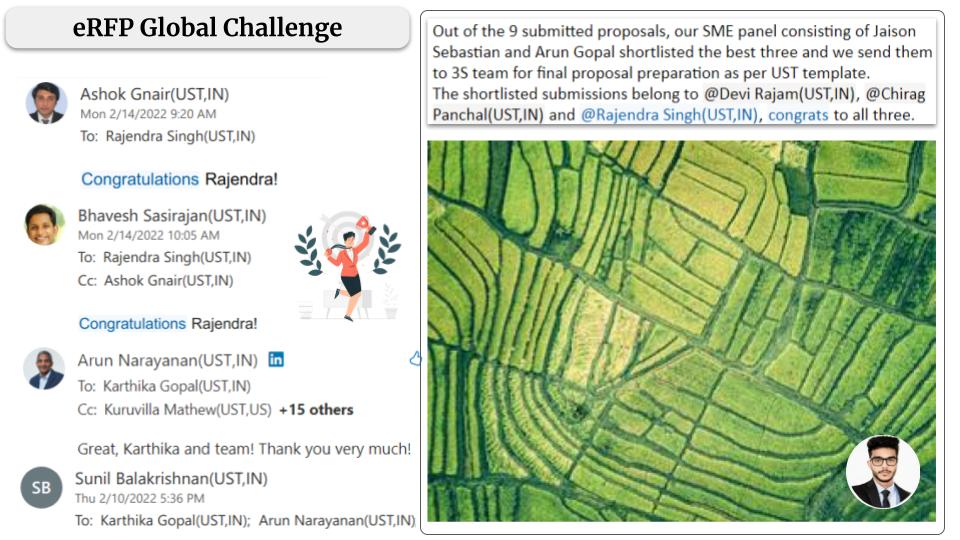 eRFP Global Challenge
Ashok Gnair(UST,IN)
Mon 2/14/2022 9:20 AM
To: Rajendra Singh(UST,IN)
Congratulations Rajendra!
Bhavesh Sasirajan(UST,IN)
Mon 2/14/2022 10:05 AM
To: Rajendra Singh(UST,IN)
Cc: Ashok Gnair(UST,IN)
Congratulations Rajendra!
Arun Narayanan(UST,IN) in
To: Karthika Gopal(UST,IN)
Cc: Kuruvilla Mathew(UST,US) +15 others
Great, Karthika and team! Thank you very much!
SB
Sunil Balakrishnan(UST,IN)
Thu 2/10/2022 5:36 PM
To: Karthika Gopal(UST,IN); Arun Narayanan(UST,IN)
Out of the 9 submitted proposals, our SME panel consisting of Jaison
Sebastian and Arun Gopal shortlisted the best three and we send them
to 3S team for final proposal preparation as per UST template.
The shortlisted submissions belong to @Devi Rajam(UST,IN), @Chirag
Panchal(UST,IN) and @Rajendra Singh(UST,IN), congrats to all three.